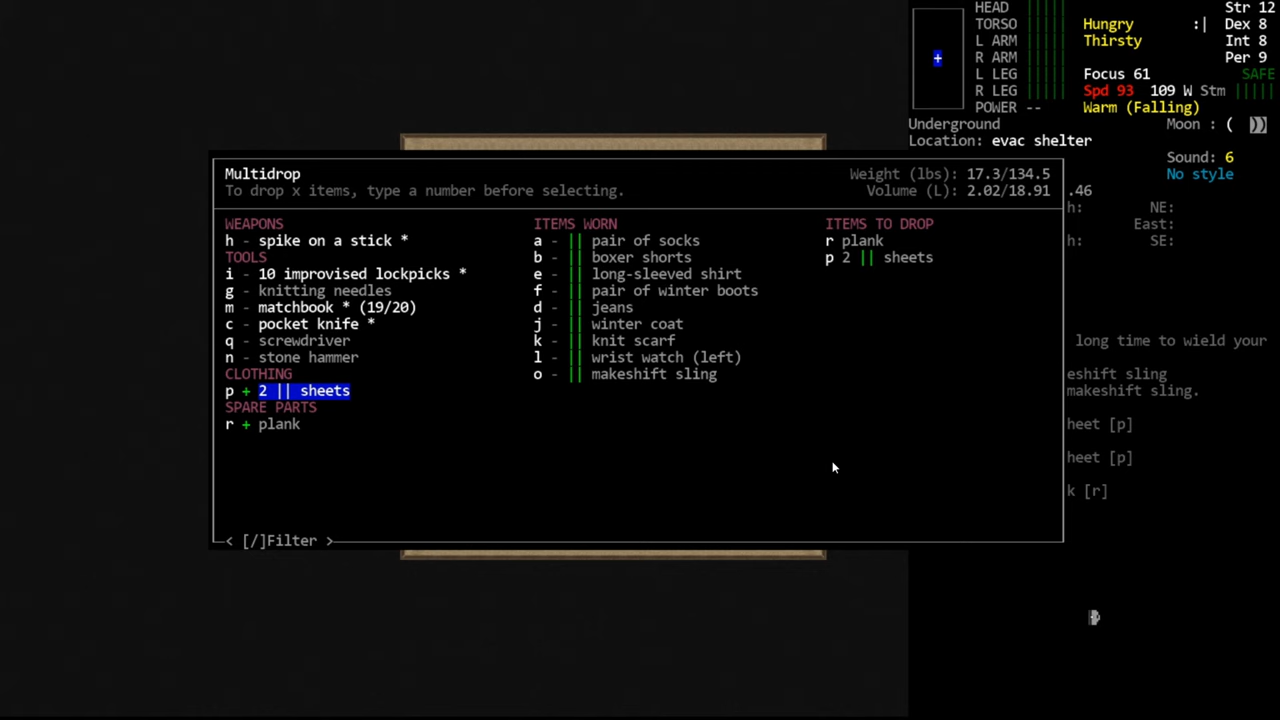 HEAD Str 12
TORSO Hungry :| Dex 8
L ARM Thirsty Int 8
R ARM Per 9
L LEG Focus 61 SAFE
R LEG Spd 93 109 W Stm
POWER -- Warm (Falling)
Underground Moon : ( ))
Location: evac shelter
Sound: 6
No style
Multidrop Weight (lbs): 17.3/134.5
To drop x items, type a number before selecting. Volume (L): 2.02/18.91
WEAPONS
h - spike on a stick *
TOOLS
i - 10 improvised lockpicks *
g - knitting needles
m - matchbook * (19/20)
c - pocket knife *
q - screwdriver
n - stone hammer
CLOTHING
p + 2 || sheets
SPARE PARTS
r + plank
ITEMS WORN
a - || pair of socks
b - || boxer shorts
e - || long-sleeved shirt
f - || pair of winter boots
d - || jeans
j - || winter coat
k - || knit scarf
l - || wrist watch (left)
o - || makeshift sling
ITEMS TO DROP
r plank
p 2 || sheets
< [/]Filter >
.46
h: NE:
East:
h: SE:
long time to wield your
eshift sling
makeshift sling.
heet [p]
heet [p]
k [r]